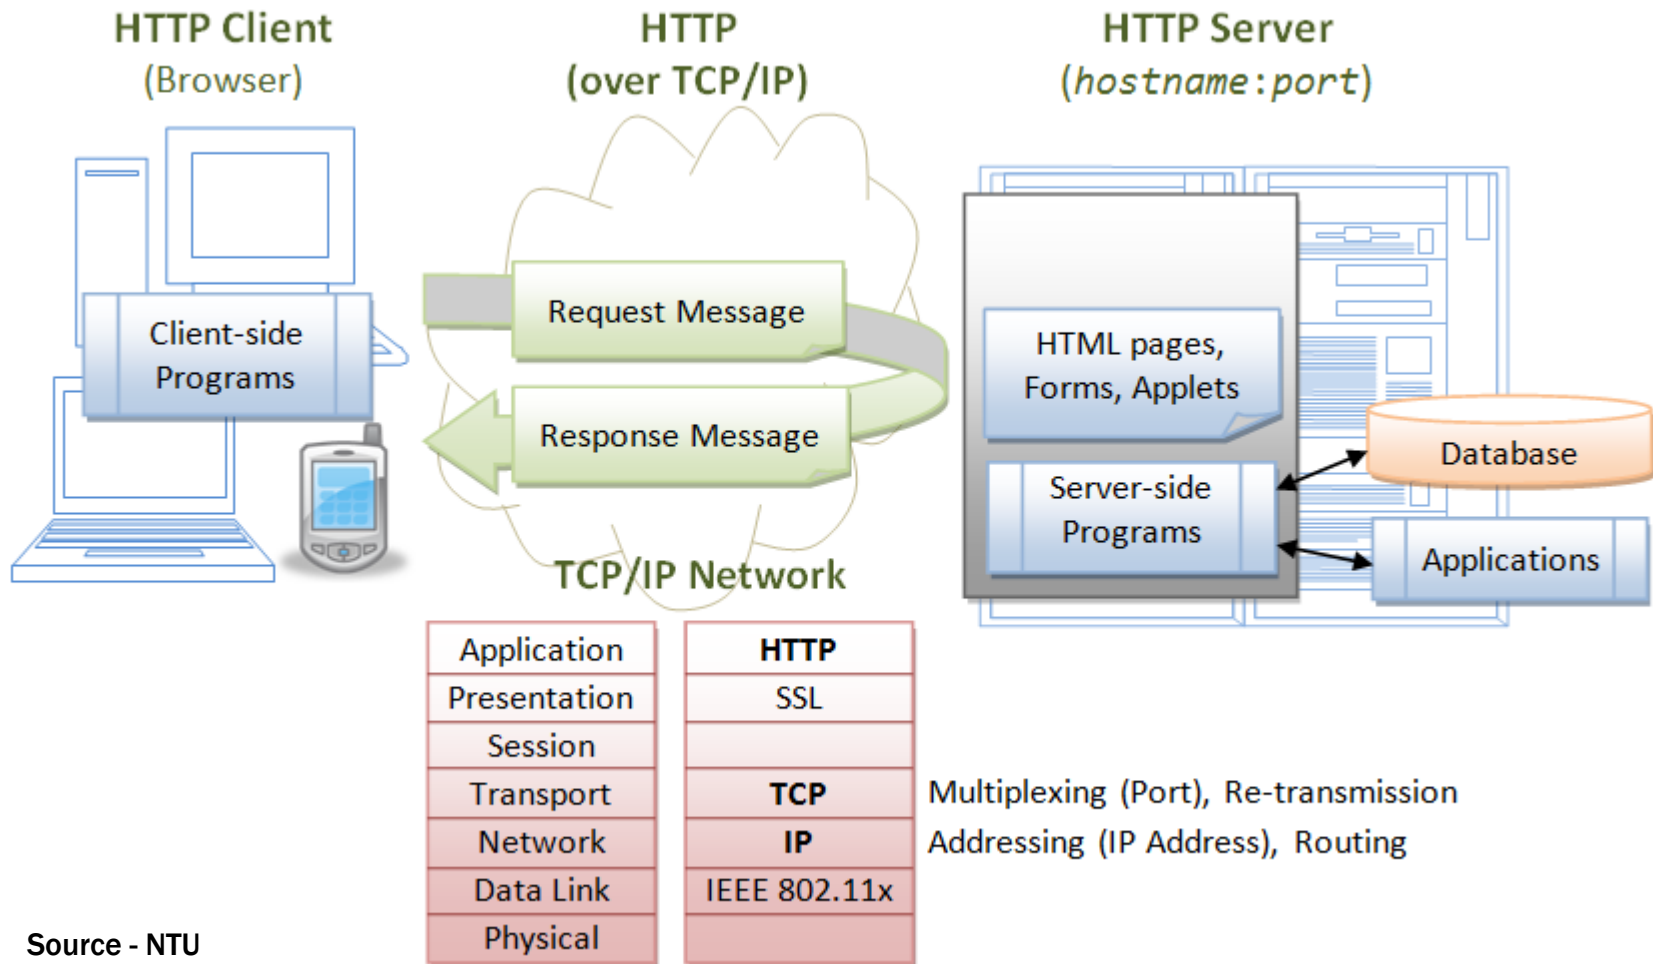 HTTP Client
(Browser)
HTTP
(over TCP/IP)
HTTP Server
(hostname:port)
Client-side
Programs
Request Message
Response Message
HTML pages,
Forms, Applets
Server-side
Programs
Database
Applications
TCP/IP Network
Application HTTP
Presentation SSL
Session
Transport TCP Multiplexing (Port), Re-transmission
Network IP Addressing (IP Address), Routing
Data Link IEEE 802.11x
Physical
Source - NTU